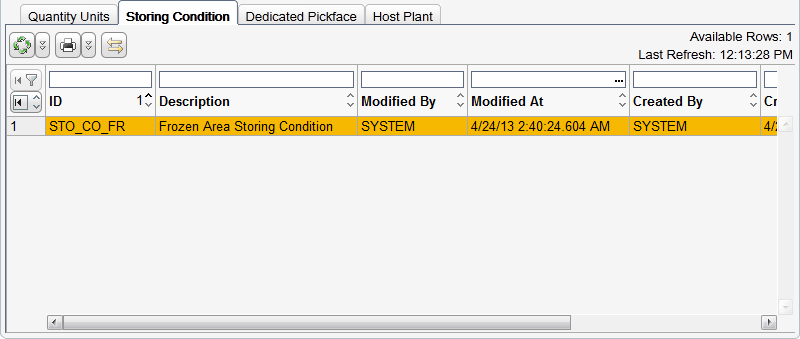 Quantity Units Storing Condition Dedicated Pickface Host Plant
Available Rows: 1
Last Refresh: 12:13:28 PM
...
ID 1 Description Modified By Modified At Created By Cr
1 STO_CO_FR Frozen Area Storing Condition SYSTEM 4/24/13 2:40:24.604 AM SYSTEM 4/2